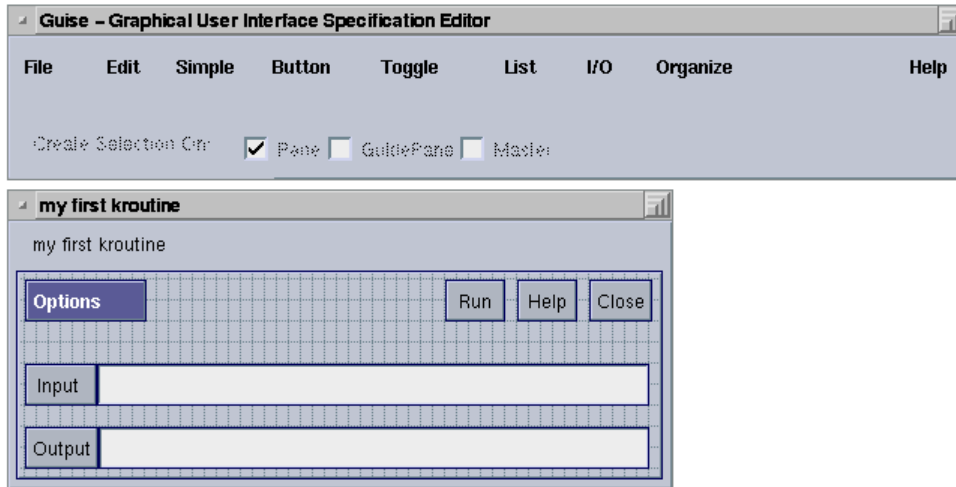 Guise – Graphical User Interface Specification Editor
File Edit Simple Button Toggle List I/O Organize Help
Create Selection On: Pane GuidePane Master
my first kroutine
my first kroutine
Options Run Help Close
Input
Output